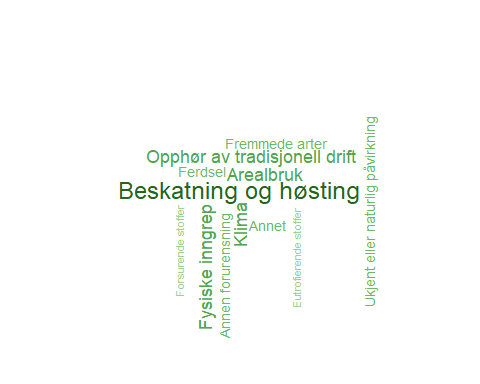 Fremmede arter
Opphør av tradisjonell drift
Ferdsel
Arealbruk
Beskatning og høsting
Forsurende stoffer
Fysiske inngrep
Annen forurensning
Klima
Annet
Eutrofierende stoffer
Ukjent eller naturlig påvirkning